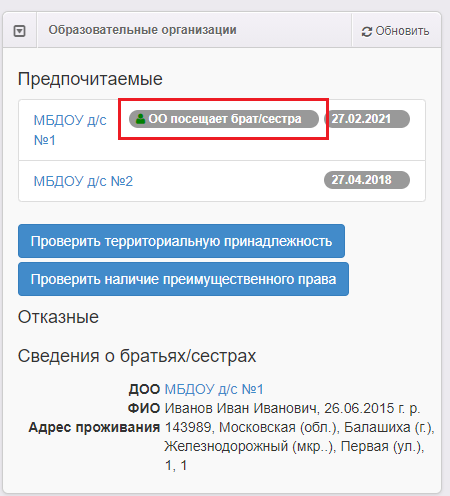 Образовательные организации
Обновить
Предпочитаемые
МБДОУ д/с №1
ОО посещает брат/сестра
27.02.2021
МБДОУ д/с №2
27.04.2018
Проверить территориальную принадлежность
Проверить наличие преимущественного права
Отказные
Сведения о братьях/сестрах
ДОО МБДОУ д/с №1
ФИО Иванов Иван Иванович, 26.06.2015 г. р.
Адрес проживания 143989, Московская (обл.), Балашиха (г.),
Железнодорожный (мкр..), Первая (ул.),
1, 1